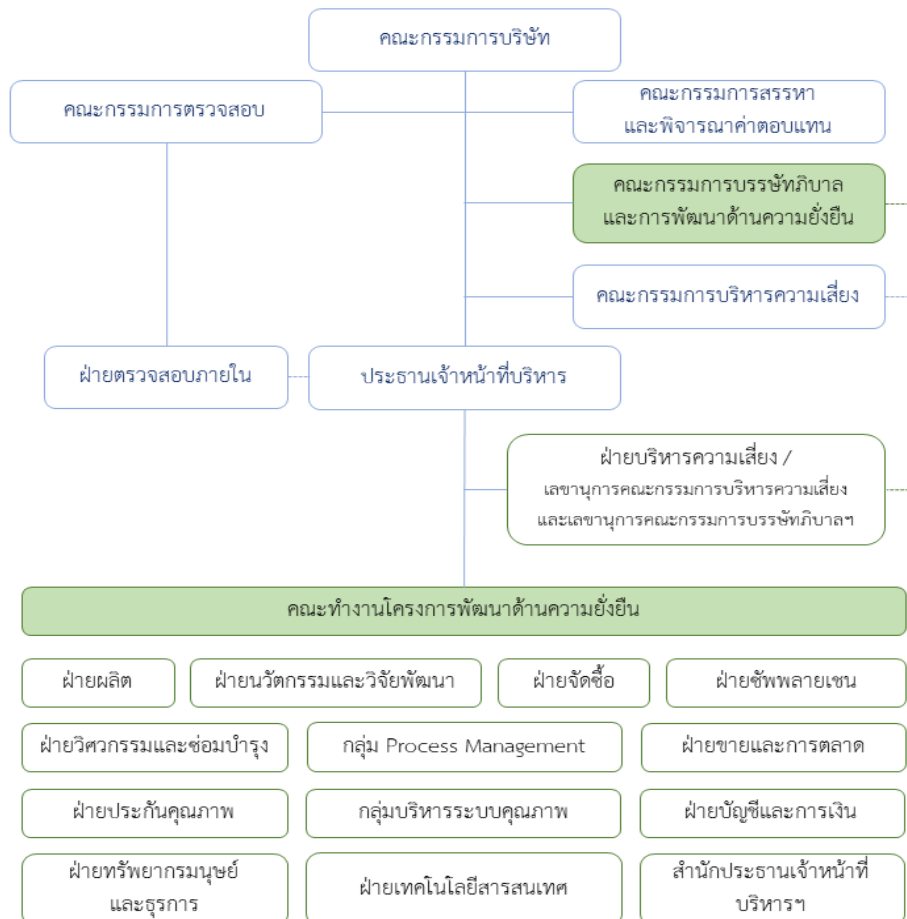 คณะกรรมการบริษัท
คณะกรรมการตรวจสอบ
คณะกรรมการสรรหา
และพิจารณาค่าตอบแทน
คณะกรรมการบรรษัทภิบาล
และการพัฒนาด้านความยั่งยืน
คณะกรรมการบริหารความเสี่ยง
ฝ่ายตรวจสอบภายใน
ประธานเจ้าหน้าที่บริหาร
ฝ่ายบริหารความเสี่ยง /
เลขานุการคณะกรรมการบริหารความเสี่ยง
และเลขานุการคณะกรรมการบรรษัทภิบาลฯ
คณะทำงานโครงการพัฒนาด้านความยั่งยืน
ฝ่ายผลิต
ฝ่ายนวัตกรรมและวิจัยพัฒนา
ฝ่ายจัดซื้อ
ฝ่ายซัพพลายเชน
ฝ่ายวิศวกรรมและซ่อมบำรุง
กลุ่ม Process Management
ฝ่ายขายและการตลาด
ฝ่ายประกันคุณภาพ
กลุ่มบริหารระบบคุณภาพ
ฝ่ายบัญชีและการเงิน
ฝ่ายทรัพยากรมนุษย์
และธุรการ
ฝ่ายเทคโนโลยีสารสนเทศ
สำนักประธานเจ้าหน้าที่
บริหารฯ